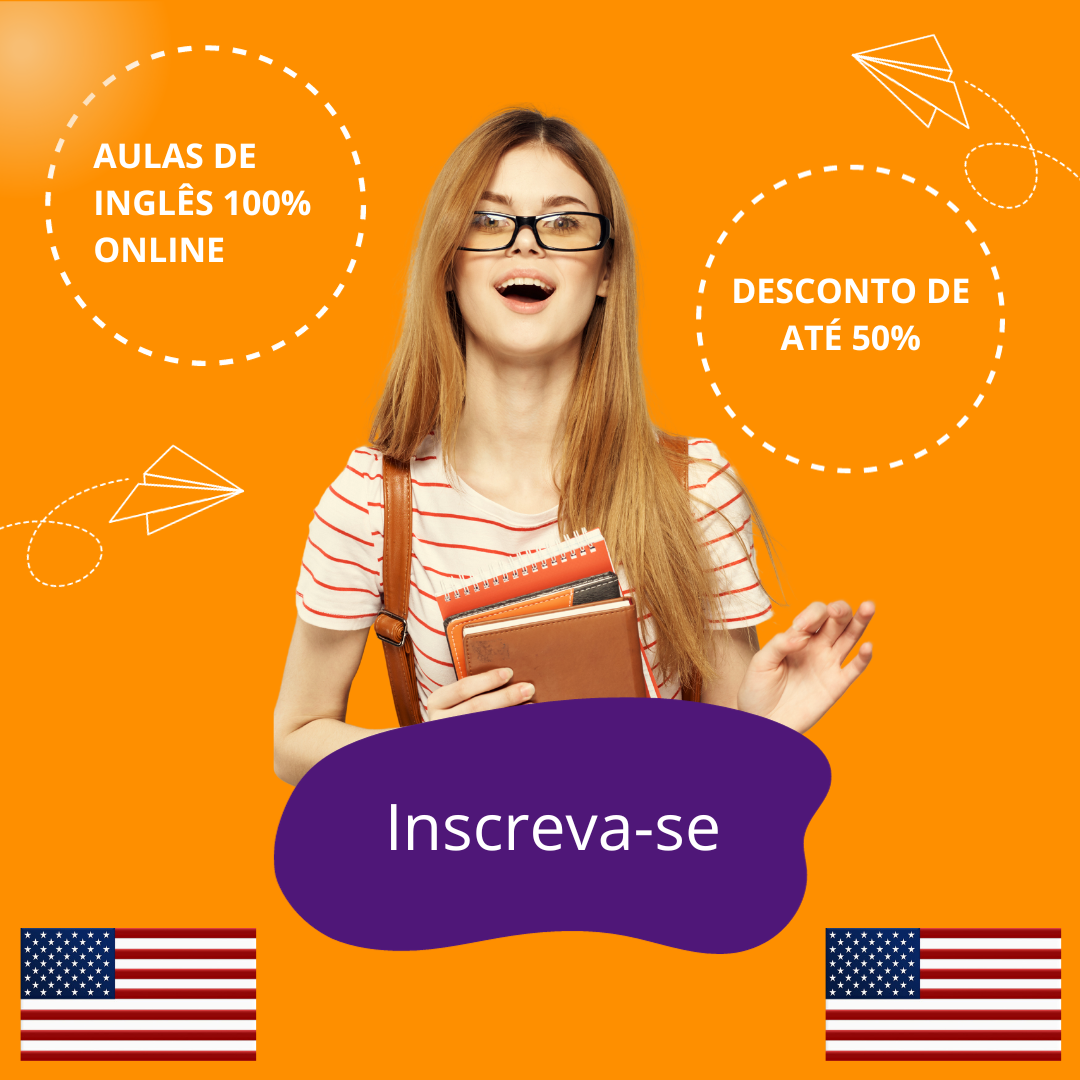 AULAS DE
INGLÊS 100%
ONLINE
DESCONTO DE
ATÉ 50%
Inscreva-se